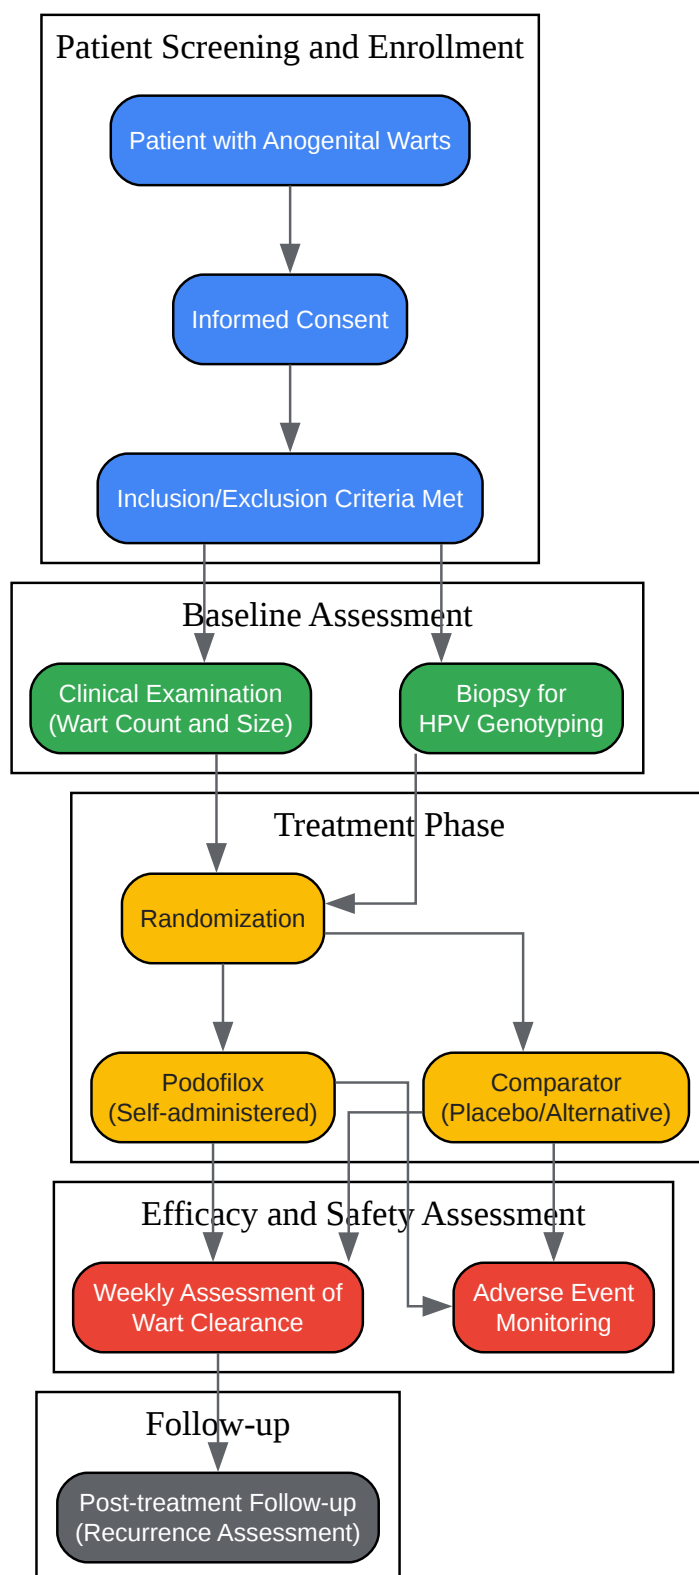 Patient Screening and Enrollment
Patient with Anogenital Warts
Informed Consent
Inclusion/Exclusion Criteria Met
Baseline Assessment
Clinical Examination
(Wart Count and Size)
Biopsy for
HPV Genotyping
Treatment Phase
Randomization
Podofilox
(Self-administered)
Comparator
(Placebo/Alternative)
Efficacy and Safety Assessment
Weekly Assessment of
Wart Clearance
Adverse Event
Monitoring
Follow-up
Post-treatment Follow-up
(Recurrence Assessment)